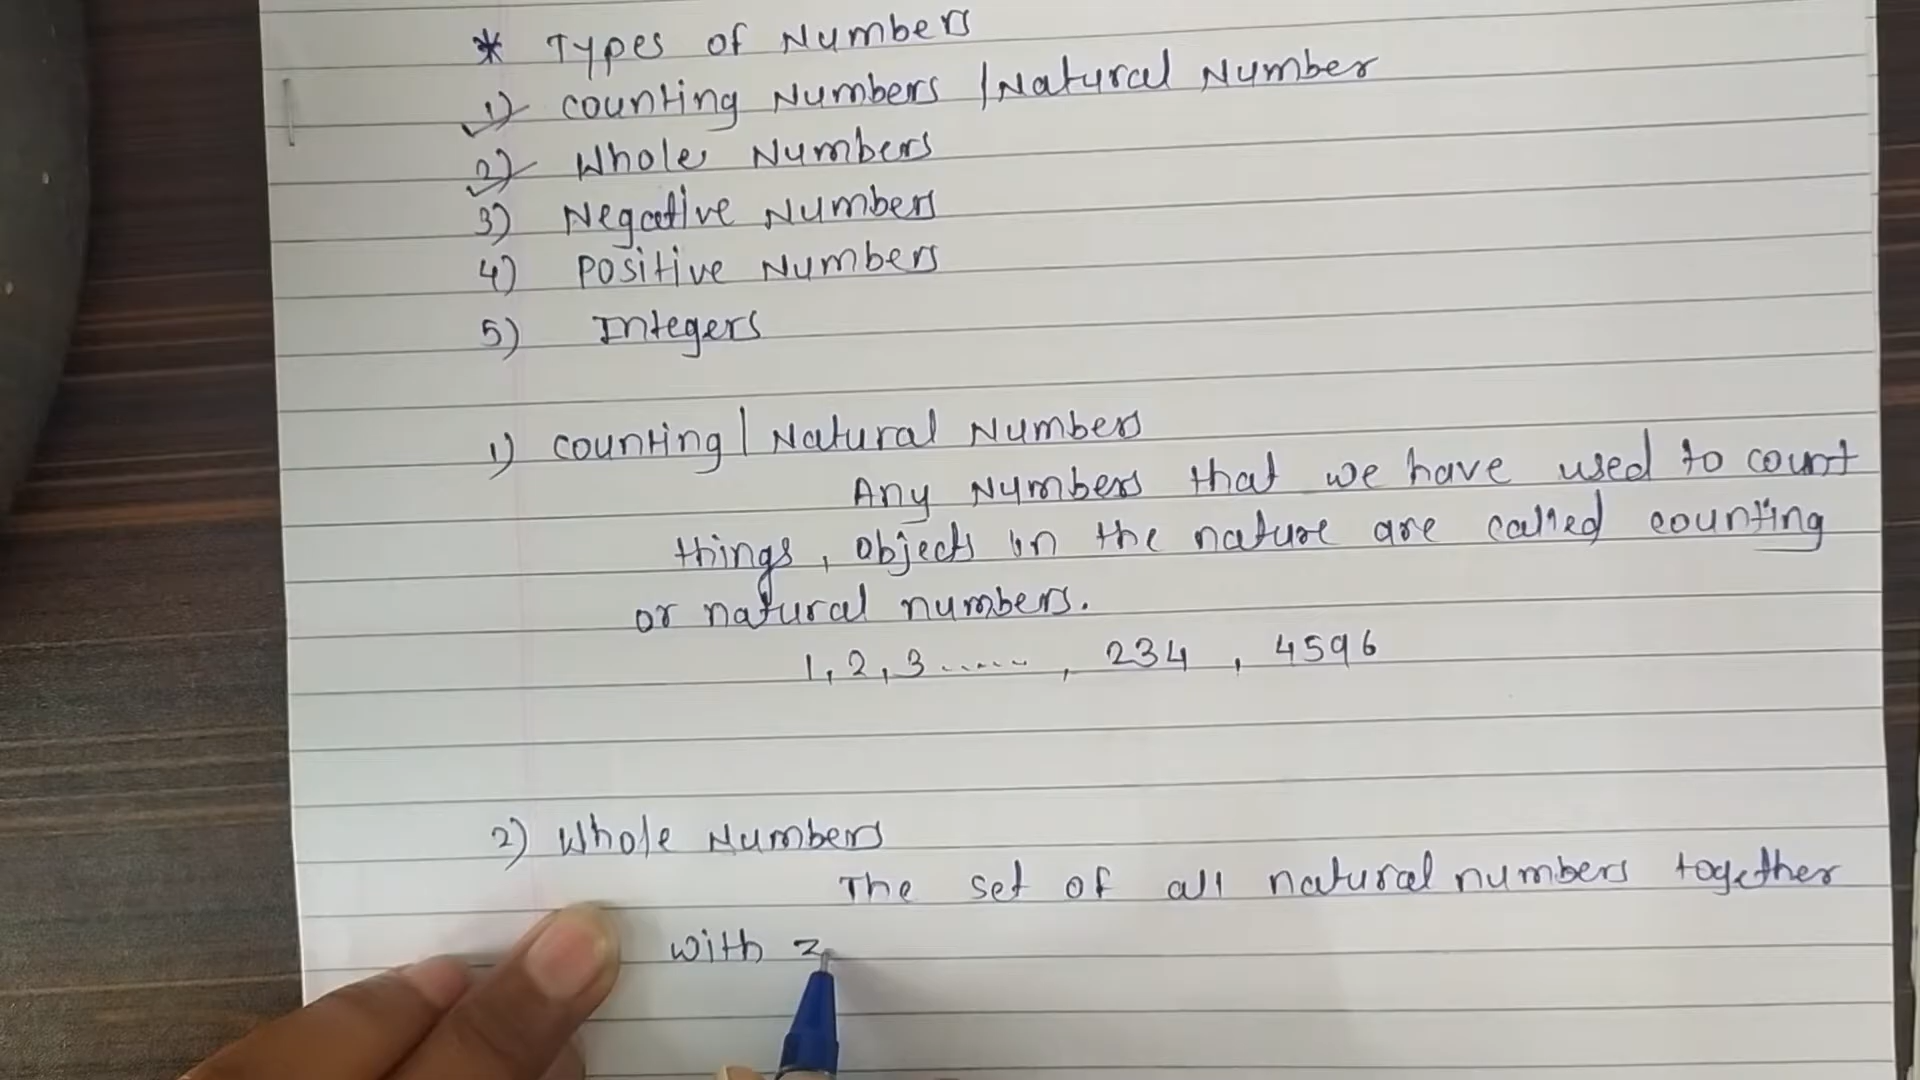 * Types of Numbers
1) counting Numbers / Natural Number
2) Whole Numbers
3) Negative Numbers
4) Positive Numbers
5) Integers
1) counting | Natural Numbers
Any Numbers that we have used to count
things, objects in the nature are called counting
or natural numbers.
1, 2, 3 ....., 234, 4596
2) Whole Numbers
The set of all natural numbers together
with z